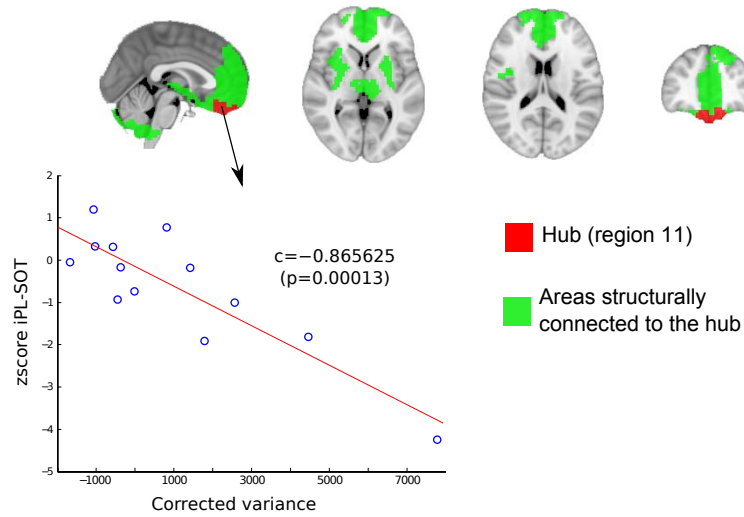 2
1
0
−1
−2
−3
−4
−5
zscore iPL-SOT
c=−0.865625
(p=0.00013)
−1000
1000
3000
5000
7000
Corrected variance
Hub (region 11)
Areas structurally
connected to the hub